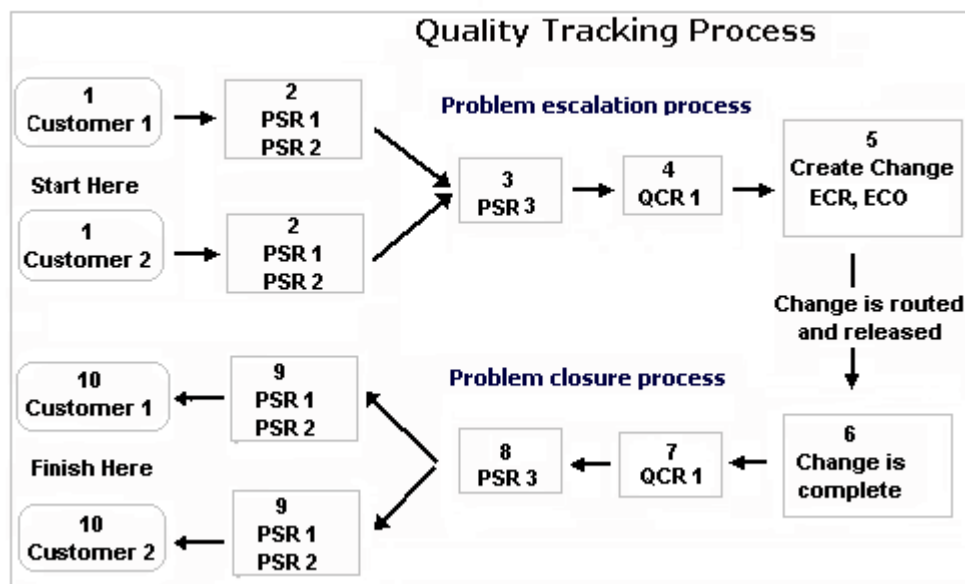 Quality Tracking Process
1
Customer 1
2
PSR 1
PSR 2
Problem escalation process
Start Here
3
PSR 3
4
QCR 1
5
Create Change
ECR, ECO
1
Customer 2
2
PSR 1
PSR 2
Change is routed
and released
10
Customer 1
9
PSR 1
PSR 2
Problem closure process
Finish Here
8
PSR 3
7
QCR 1
6
Change is
complete
10
Customer 2
9
PSR 1
PSR 2